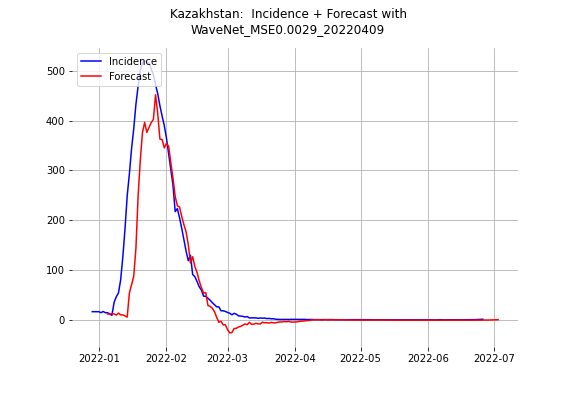 Kazakhstan:  Incidence + Forecast with
WaveNet_MSE0.0029_20220409
Incidence
Forecast
500
400
300
200
100
0
2022-01 2022-02 2022-03 2022-04 2022-05 2022-06 2022-07